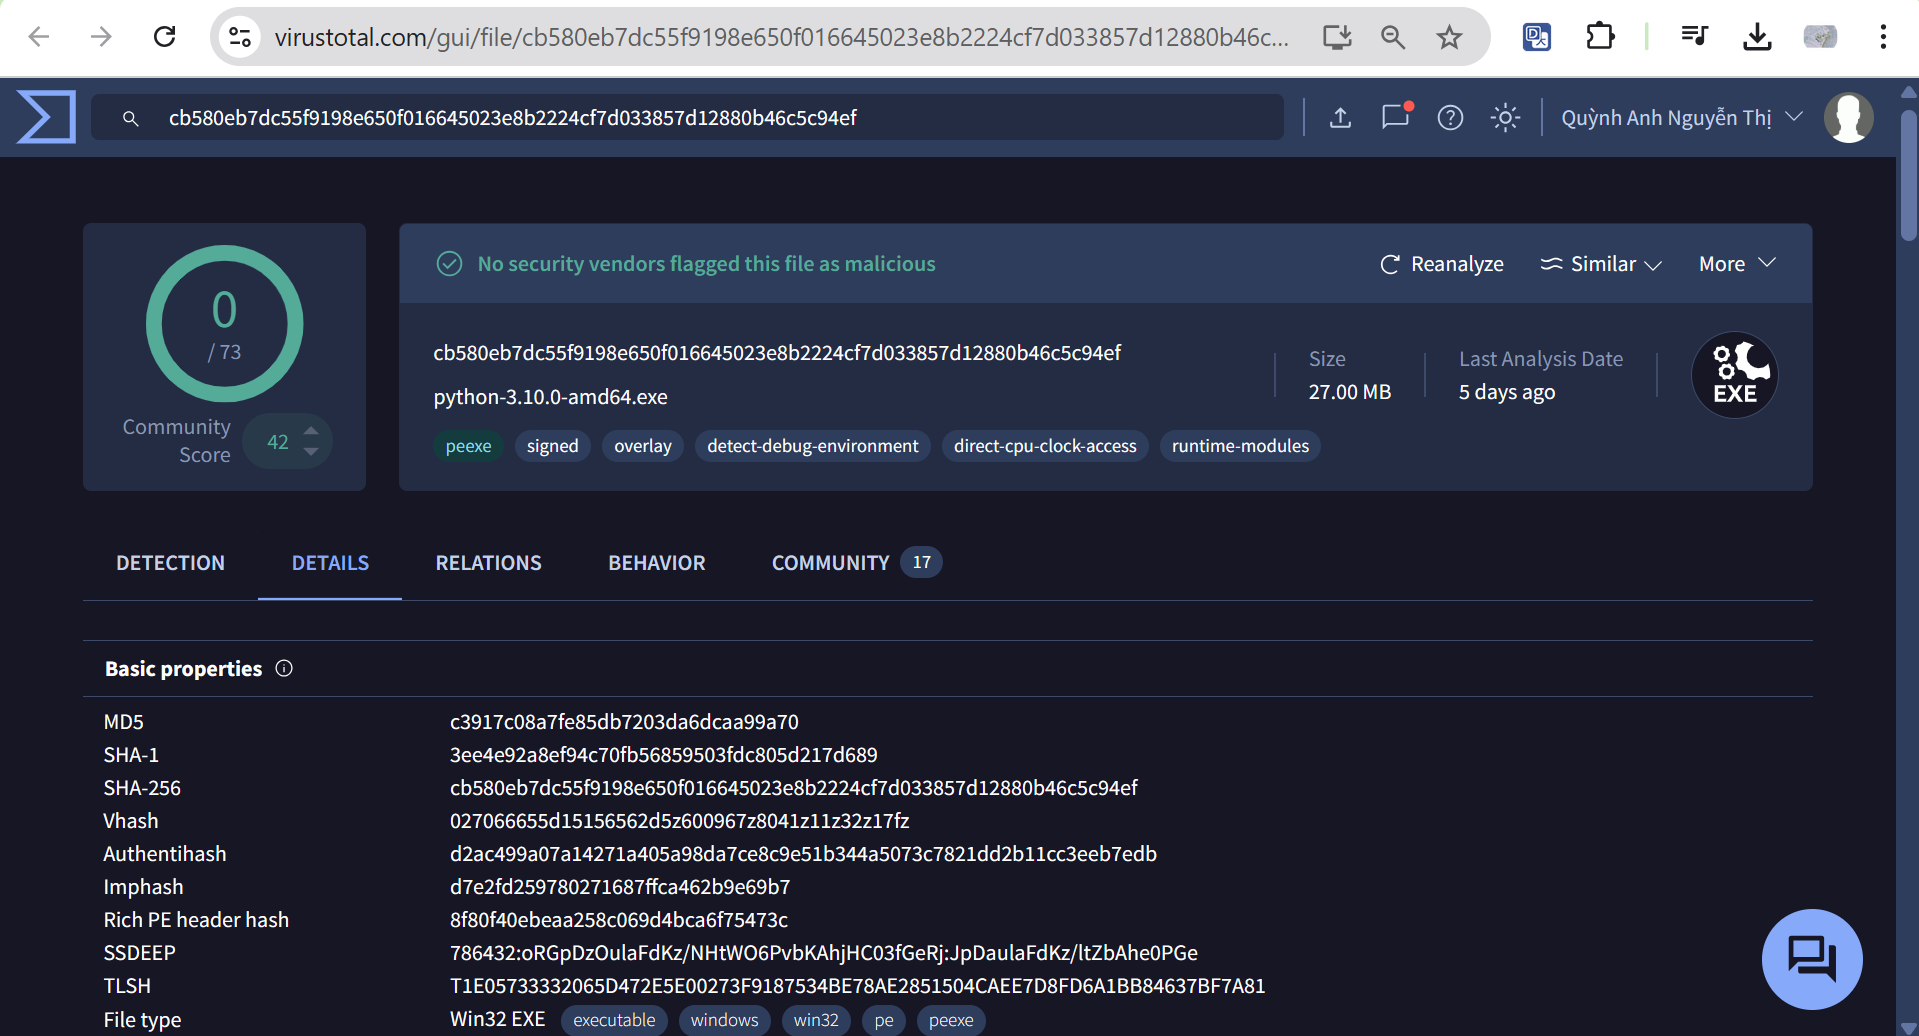 virustotal.com/gui/file/cb580eb7dc55f9198e650f016645023e8b2224cf7d033857d12880b46c...
cb580eb7dc55f9198e650f016645023e8b2224cf7d033857d12880b46c5c94ef
Quỳnh Anh Nguyễn Thị
0
/ 73
Community Score
42
No security vendors flagged this file as malicious
Reanalyze
Similar
More
cb580eb7dc55f9198e650f016645023e8b2224cf7d033857d12880b46c5c94ef
python-3.10.0-amd64.exe
peexe signed overlay detect-debug-environment direct-cpu-clock-access runtime-modules
Size
27.00 MB
Last Analysis Date
5 days ago
EXE
DETECTION DETAILS RELATIONS BEHAVIOR COMMUNITY 17
Basic properties
MD5 c3917c08a7fe85db7203da6dcaa99a70
SHA-1 3ee4e92a8ef94c70fb56859503fdc805d217d689
SHA-256 cb580eb7dc55f9198e650f016645023e8b2224cf7d033857d12880b46c5c94ef
Vhash 027066655d15156562d5z600967z8041z11z32z17fz
Authentihash d2ac499a07a14271a405a98da7ce8c9e51b344a5073c7821dd2b11cc3eeb7edb
Imphash d7e2fd259780271687ffca462b9e69b7
Rich PE header hash 8f80f40ebeaa258c069d4bca6f75473c
SSDEEP 786432:oRGpDzOulaFdKz/NHtWO6PvbKAhjHC03fGeRj:JpDaulaFdKz/ltZbAhe0PGe
TLSH T1E05733332065D472E5E00273F9187534BE78AE2851504CAEE7D8FD6A1BB84637BF7A81
File type Win32 EXE executable windows win32 pe peexe